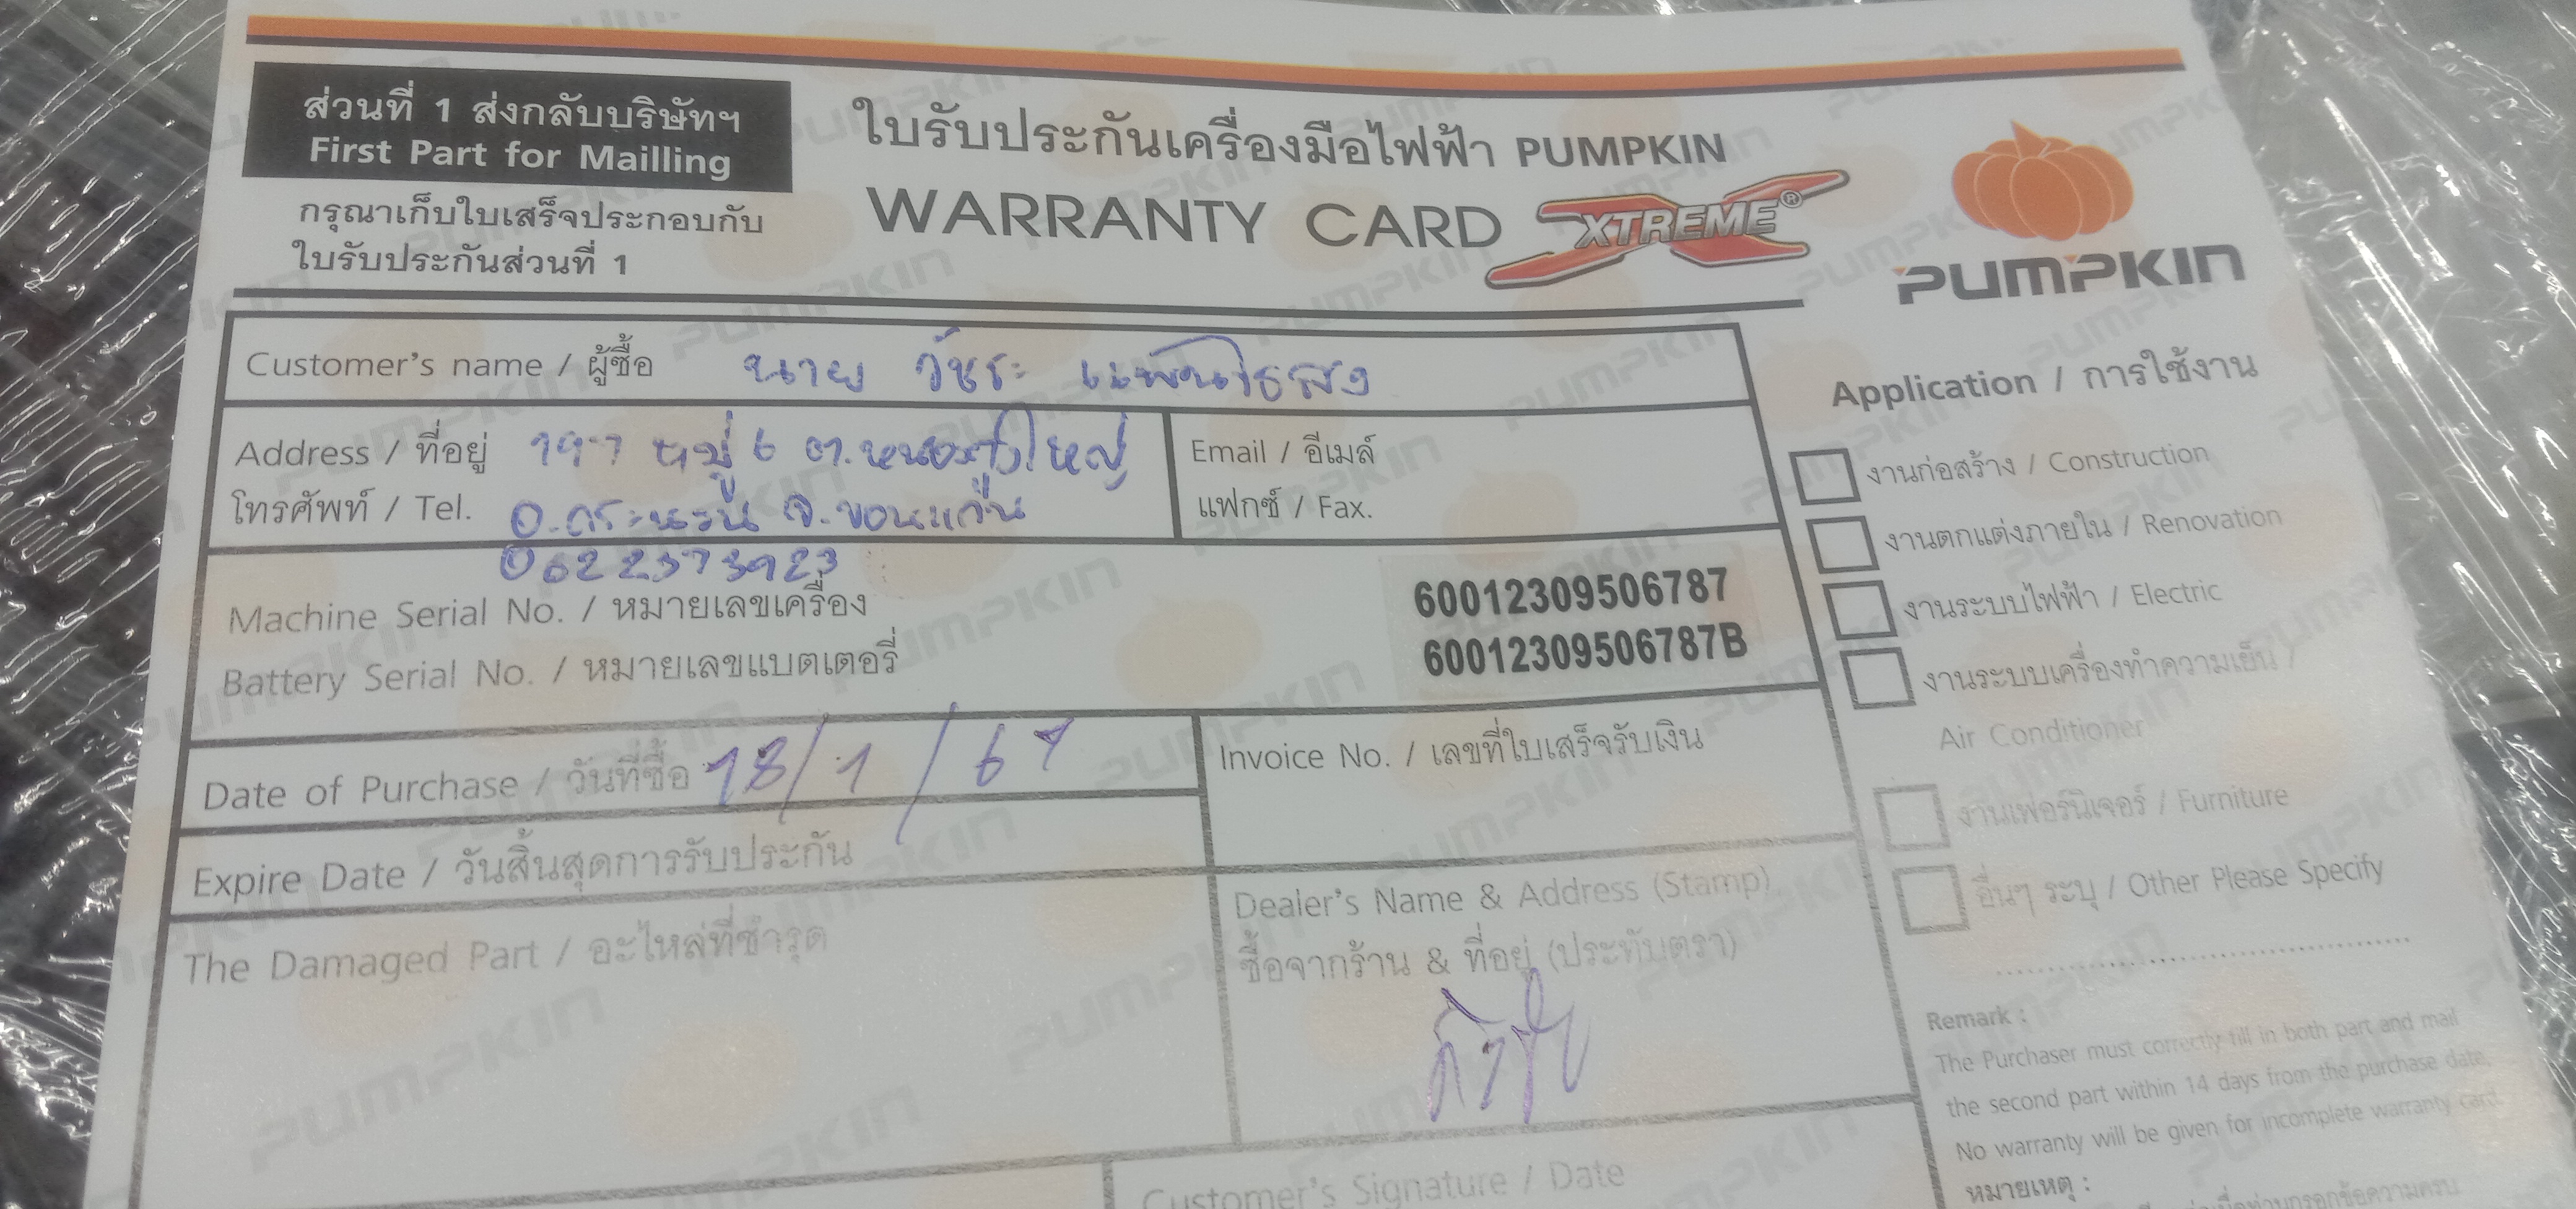 ส่วนที่ 1 ส่งกลับบริษัทฯ
First Part for Mailling
กรุณาเก็บใบเสร็จประกอบกับ
ใบรับประกันส่วนที่ 1
ใบรับประกันเครื่องมือไฟฟ้า PUMPKIN
WARRANTY CARD XTREME®
PUMPKIN
Customer's name / ผู้ซื้อ นาย วัชระ
Address / ที่อยู่ หมู่ 6 ต.หนองกุงใหญ่
โทรศัพท์ / Tel. อ.กระนวน จ.ขอนแก่น
Email / อีเมล์
แฟกซ์ / Fax.
Machine Serial No. / หมายเลขเครื่อง 60012309506787
Battery Serial No. / หมายเลขแบตเตอรี่ 60012309506787B
Date of Purchase / วันที่ซื้อ 18/1/67
Invoice No. / เลขที่ใบเสร็จรับเงิน
Expire Date / วันสิ้นสุดการรับประกัน
The Damaged Part / อะไหล่ที่ชำรุด
Dealer's Name & Address (Stamp)
ซื้อจากร้าน & ที่อยู่ (ประทับตรา)
Customer's Signature / Date
Application / การใช้งาน
งานก่อสร้าง / Construction
งานตกแต่งภายใน / Renovation
งานระบบไฟฟ้า / Electric
งานระบบเครื่องทำความเย็น /
Air Conditioner
งานเฟอร์นิเจอร์ / Furniture
อื่นๆ ระบุ / Other Please Specify
Remark :
The Purchaser must correctly fill in both part and mail
the second part within 14 days from the purchase date.
No warranty will be given for incomplete warranty card.
หมายเหตุ :